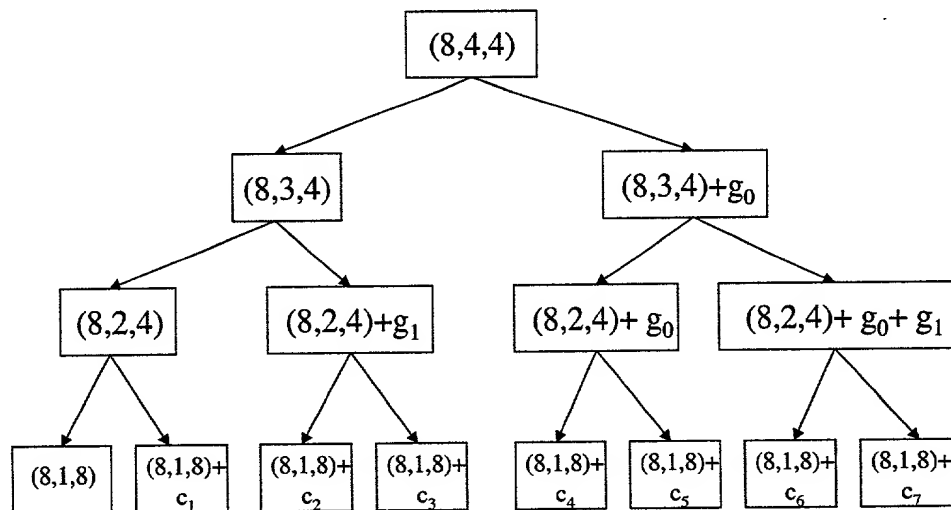 (8,4,4)
(8,3,4)
(8,3,4)+g₀
(8,2,4)
(8,2,4)+g₁
(8,2,4)+ g₀
(8,2,4)+ g₀+ g₁
(8,1,8)
(8,1,8)+
c₁
(8,1,8)+
c₂
(8,1,8)+
c₃
(8,1,8)+
c₄
(8,1,8)+
c₅
(8,1,8)+
c₆
(8,1,8)+
c₇